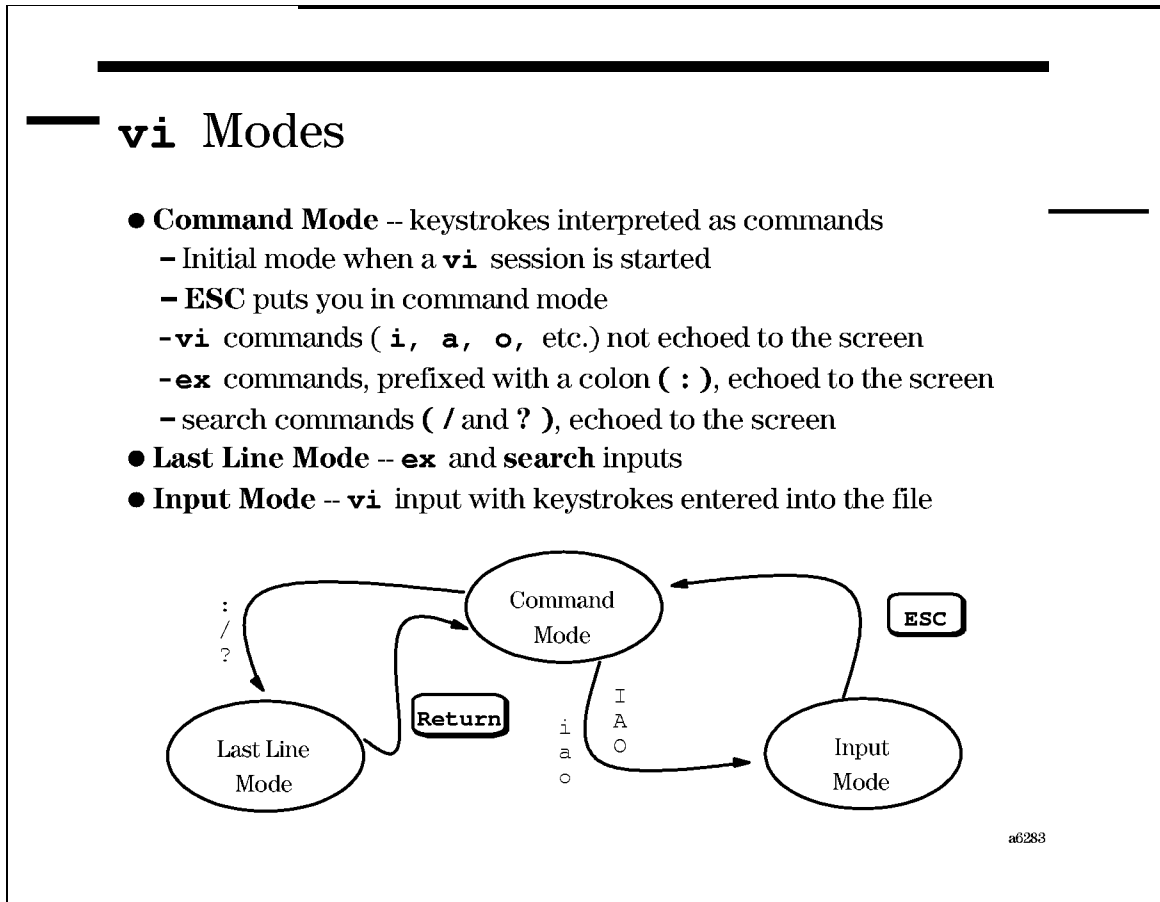 vi Modes
● Command Mode -- keystrokes interpreted as commands
– Initial mode when a vi session is started
– ESC puts you in command mode
-vi commands ( i, a, o, etc.) not echoed to the screen
-ex commands, prefixed with a colon ( : ), echoed to the screen
– search commands ( / and ? ), echoed to the screen
● Last Line Mode -- ex and search inputs
● Input Mode -- vi input with keystrokes entered into the file
Command
Mode
:
/
?
ESC
Return
I
A
O
i
a
o
Last Line
Mode
Input
Mode
a6283